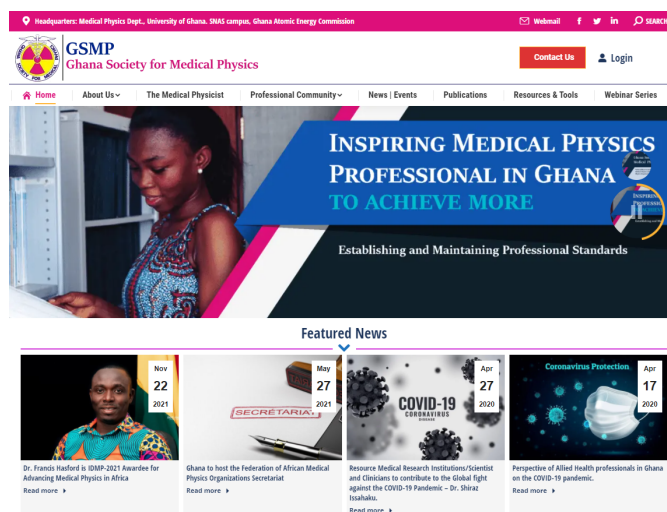 Headquarters: Medical Physics Dept., University of Ghana. SNAS campus, Ghana Atomic Energy Commission
Webmail
SEARCH
GSMP
Ghana Society for Medical Physics
Contact Us
Login
Home
About Us
The Medical Physicist
Professional Community
News | Events
Publications
Resources & Tools
Webinar Series
INSPIRING MEDICAL PHYSICS
PROFESSIONAL IN GHANA
TO ACHIEVE MORE
Establishing and Maintaining Professional Standards
Featured News
Nov
22
2021
Dr. Francis Hasford is IDMP-2021 Awardee for
Advancing Medical Physics in Africa
Read more
May
27
2021
SECRETARIAT
Ghana to host the Federation of African Medical
Physics Organizations Secretariat
Read more
Apr
27
2020
COVID-19
CORONAVIRUS
DISEASE
Resource Medical Research Institutions/Scientist
and Clinicians to contribute to the Global fight
against the COVID-19 Pandemic – Dr. Shiraz
Issahaku.
Read more
Coronavirus Protection
Apr
17
2020
Perspective of Allied Health professionals in Ghana
on the COVID-19 pandemic.
Read more